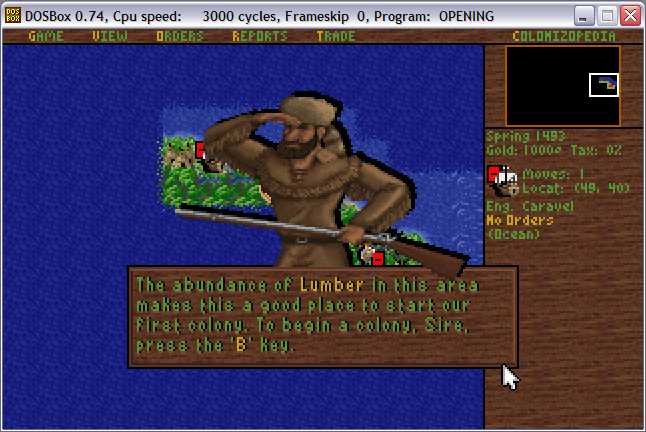 DOS
BOX
DOSBox 0.74, Cpu speed: 3000 cycles, Frameskip 0, Program: OPENING
GAME VIEW ORDERS REPORTS TRADE COLONIZOPEDIA
Spring 1493
Gold: 1000¢ Tax: 0%
Moves: 1
Locat: (49, 40)
Eng. Caravel
No Orders
(Ocean)
The abundance of Lumber in this area
makes this a good place to start our
first colony. To begin a colony, Sire,
press the 'B' key.